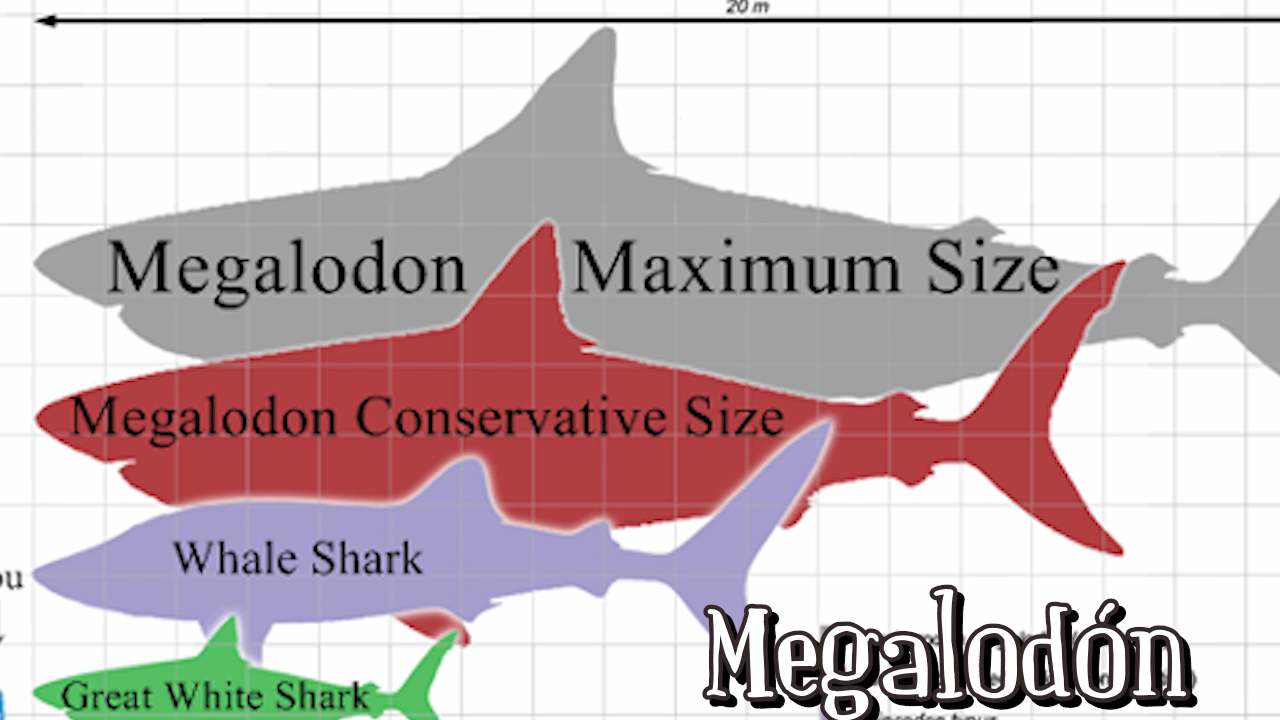 20 m
Megalodon Maximum Size
Megalodon Conservative Size
Whale Shark
Great White Shark
Megalodón